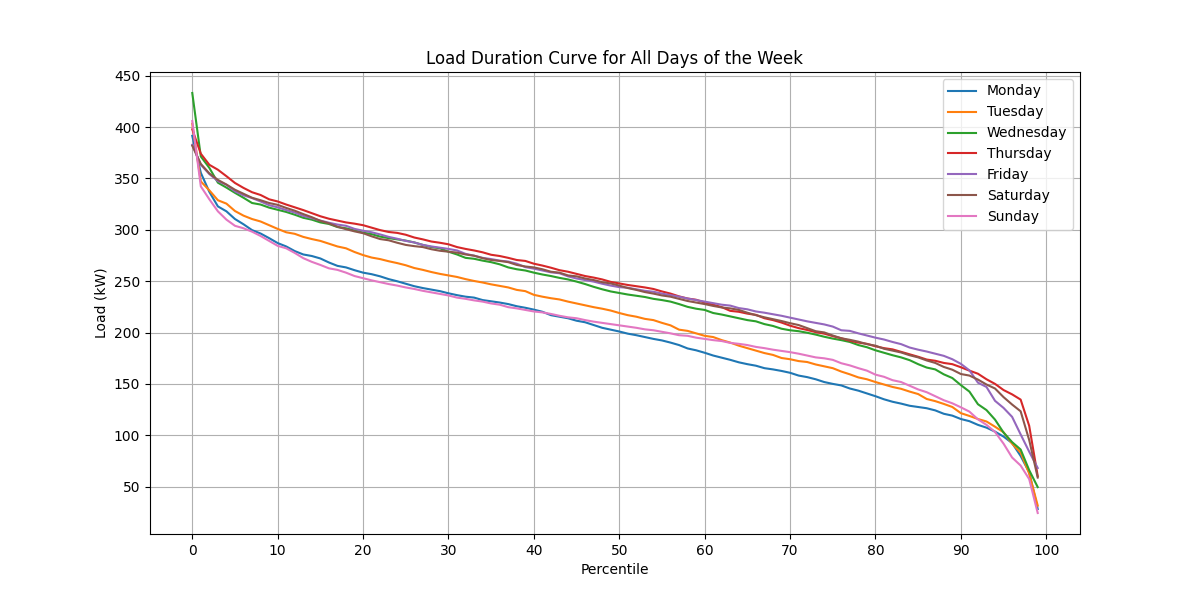 Load Duration Curve for All Days of the Week
450
400
350
300
250
200
150
100
50
Load (kW)
Monday
Tuesday
Wednesday
Thursday
Friday
Saturday
Sunday
0 10 20 30 40 50 60 70 80 90 100
Percentile